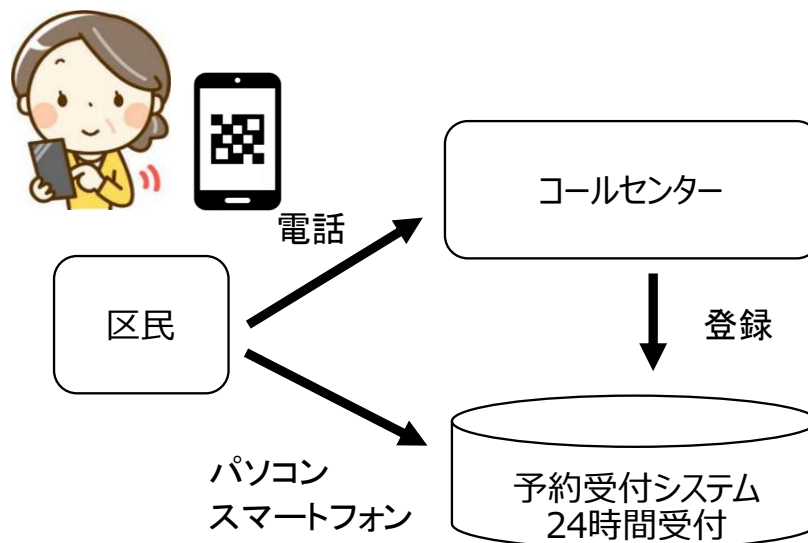 電話
コールセンター
区民
登録
パソコン
スマートフォン
予約受付システム
24時間受付